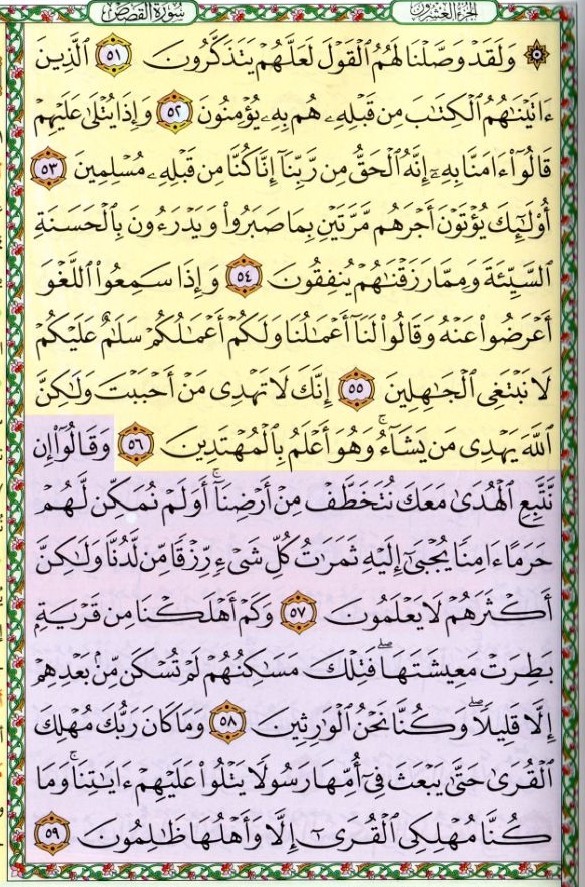 سورة القصص الجزء العشرون
۞ وَلَقَدْ وَصَّلْنَا لَهُمُ ٱلْقَوْلَ لَعَلَّهُمْ يَتَذَكَّرُونَ ٥١ ٱلَّذِينَ
ءَاتَيْنَٰهُمُ ٱلْكِتَٰبَ مِن قَبْلِهِۦ هُم بِهِۦ يُؤْمِنُونَ ٥٢ وَإِذَا يُتْلَىٰ عَلَيْهِمْ
قَالُوٓا۟ ءَامَنَّا بِهِۦٓ إِنَّهُ ٱلْحَقُّ مِن رَّبِّنَآ إِنَّا كُنَّا مِن قَبْلِهِۦ مُسْلِمِينَ ٥٣
أُو۟لَٰٓئِكَ يُؤْتَوْنَ أَجْرَهُم مَّرَّتَيْنِ بِمَا صَبَرُوا۟ وَيَدْرَءُونَ بِٱلْحَسَنَةِ
ٱلسَّيِّئَةَ وَمِمَّا رَزَقْنَٰهُمْ يُنفِقُونَ ٥٤ وَإِذَا سَمِعُوا۟ ٱللَّغْوَ
أَعْرَضُوا۟ عَنْهُ وَقَالُوا۟ لَنَآ أَعْمَٰلُنَا وَلَكُمْ أَعْمَٰلُكُمْ سَلَٰمٌ عَلَيْكُمْ
لَا نَبْتَغِى ٱلْجَٰهِلِينَ ٥٥ إِنَّكَ لَا تَهْدِى مَنْ أَحْبَبْتَ وَلَٰكِنَّ
ٱللَّهَ يَهْدِى مَن يَشَآءُ ۚ وَهُوَ أَعْلَمُ بِٱلْمُهْتَدِينَ ٥٦ وَقَالُوٓا۟ إِن
نَّتَّبِعِ ٱلْهُدَىٰ مَعَكَ نُتَخَطَّفْ مِنْ أَرْضِنَآ ۚ أَوَلَمْ نُمَكِّن لَّهُمْ
حَرَمًا ءَامِنًا يُجْبَىٰٓ إِلَيْهِ ثَمَرَٰتُ كُلِّ شَىْءٍ رِّزْقًا مِّن لَّدُنَّا وَلَٰكِنَّ
أَكْثَرَهُمْ لَا يَعْلَمُونَ ٥٧ وَكَمْ أَهْلَكْنَا مِن قَرْيَةٍۭ
بَطِرَتْ مَعِيشَتَهَا ۖ فَتِلْكَ مَسَٰكِنُهُمْ لَمْ تُسْكَن مِّنۢ بَعْدِهِمْ
إِلَّا قَلِيلًا ۖ وَكُنَّا نَحْنُ ٱلْوَٰرِثِينَ ٥٨ وَمَا كَانَ رَبُّكَ مُهْلِكَ
ٱلْقُرَىٰ حَتَّىٰ يَبْعَثَ فِىٓ أُمِّهَا رَسُولًا يَتْلُوا۟ عَلَيْهِمْ ءَايَٰتِنَا ۚ وَمَا
كُنَّا مُهْلِكِى ٱلْقُرَىٰٓ إِلَّا وَأَهْلُهَا ظَٰلِمُونَ ٥٩